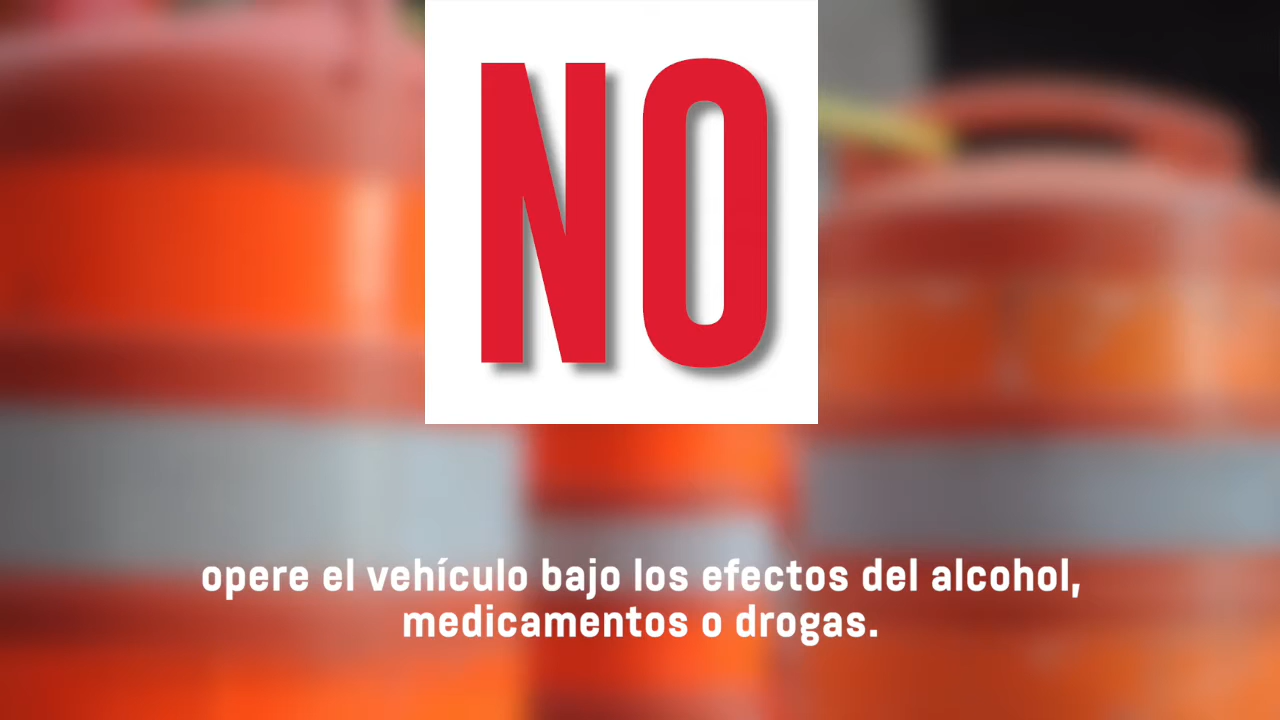 NO
opere el vehículo bajo los efectos del alcohol,
medicamentos o drogas.